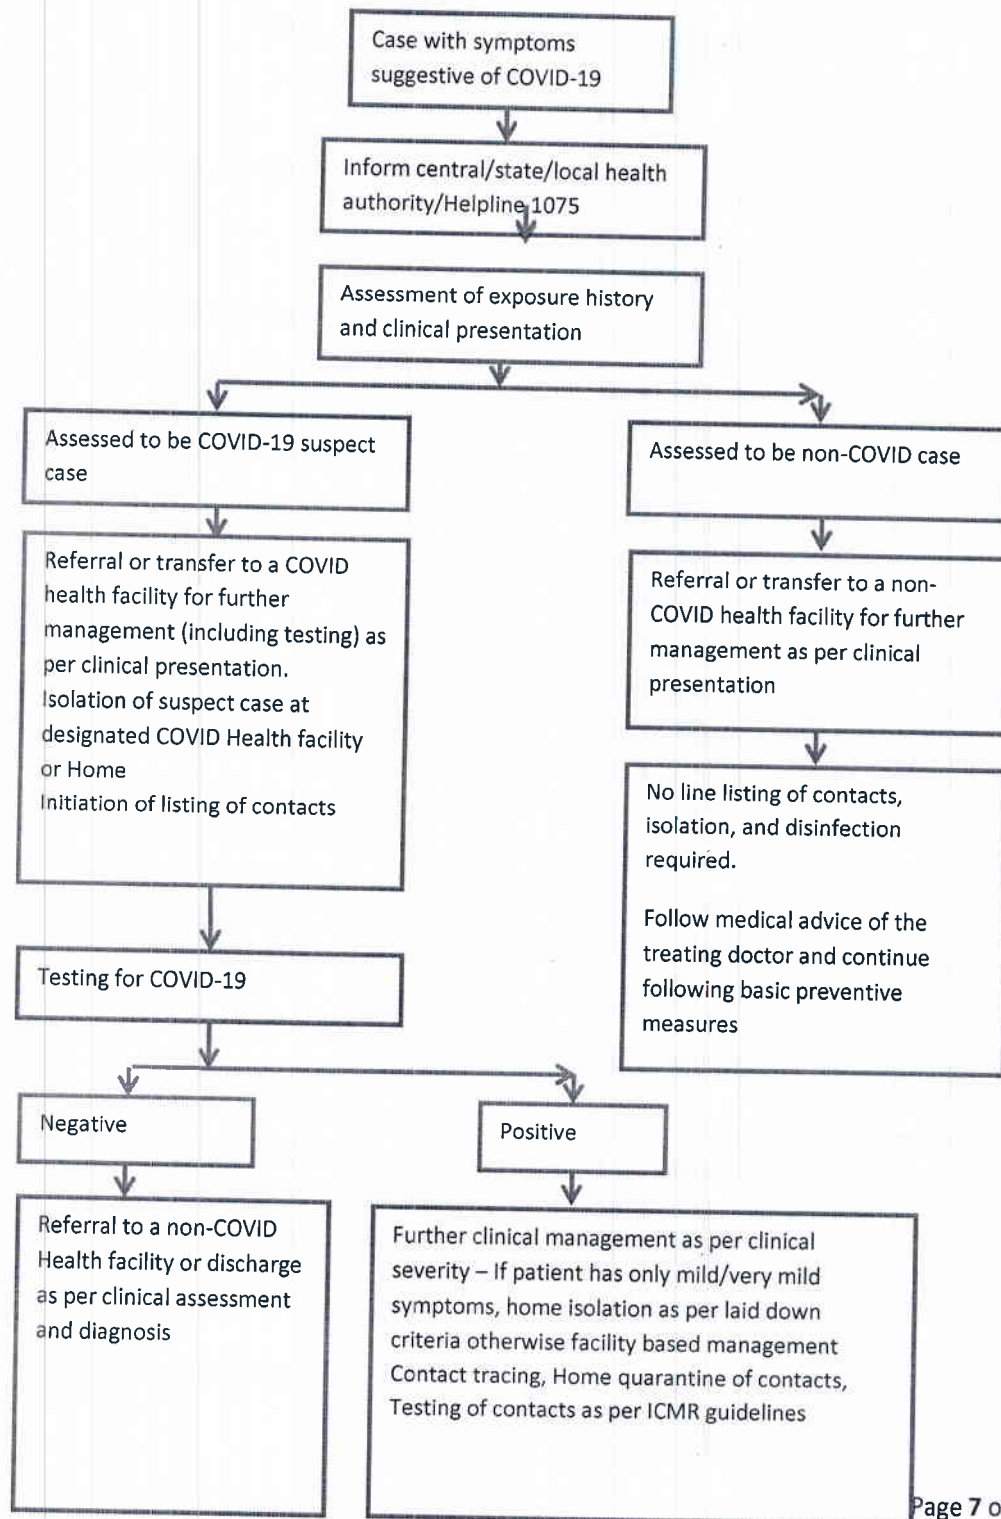 Case with symptoms
suggestive of COVID-19
Inform central/state/local health
authority/Helpline 1075
Assessment of exposure history
and clinical presentation
Assessed to be COVID-19 suspect
case
Assessed to be non-COVID case
Referral or transfer to a COVID
health facility for further
management (including testing) as
per clinical presentation.
Isolation of suspect case at
designated COVID Health facility
or Home
Initiation of listing of contacts
Referral or transfer to a non-
COVID health facility for further
management as per clinical
presentation
No line listing of contacts,
isolation, and disinfection
required.
Follow medical advice of the
treating doctor and continue
following basic preventive
measures
Testing for COVID-19
Negative
Positive
Referral to a non-COVID
Health facility or discharge
as per clinical assessment
and diagnosis
Further clinical management as per clinical
severity – If patient has only mild/very mild
symptoms, home isolation as per laid down
criteria otherwise facility based management
Contact tracing, Home quarantine of contacts,
Testing of contacts as per ICMR guidelines
Page 7 o